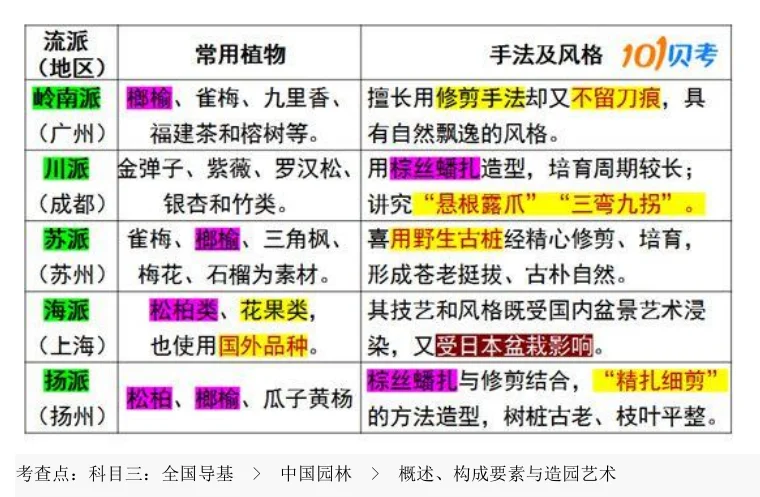 流派
（地区）
常用植物
手法及风格
101贝考
岭南派
（广州）
榔榆、雀梅、九里香、
福建茶和榕树等。
擅长用修剪手法却又不留刀痕，具
有自然飘逸的风格。
川派
（成都）
金弹子、紫薇、罗汉松、
银杏和竹类。
用棕丝蟠扎造型，培育周期较长；
讲究“悬根露爪”“三弯九拐”。
苏派
（苏州）
雀梅、榔榆、三角枫、
梅花、石榴为素材。
喜用野生古桩经精心修剪、培育，
形成苍老挺拔、古朴自然。
海派
（上海）
松柏类、花果类，
也使用国外品种。
其技艺和风格既受国内盆景艺术浸
染，又受日本盆栽影响。
扬派
（扬州）
松柏、榔榆、瓜子黄杨
棕丝蟠扎与修剪结合，“精扎细剪”
的方法造型，树桩古老、枝叶平整。
考查点：科目三：全国导基 > 中国园林 > 概述、构成要素与造园艺术